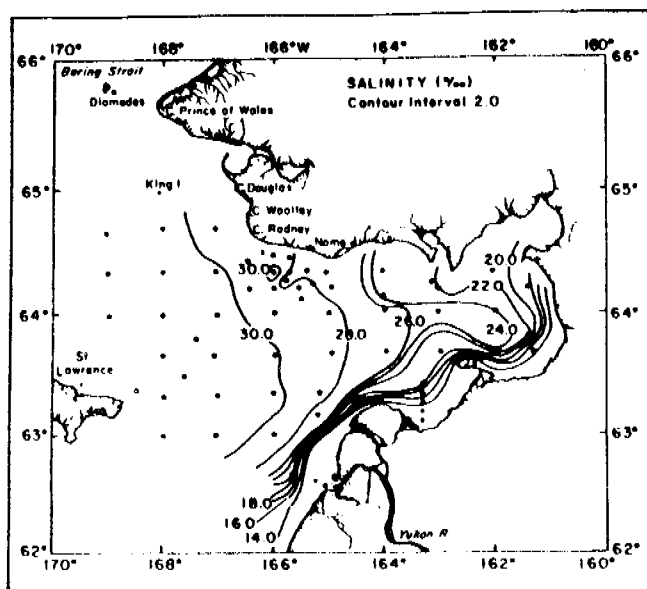 170° 168° 166°W 164° 162° 160°
66° 66°
Bering Strait
Diomedes
SALINITY (‰)
Contour Interval 2.0
C. Prince of Wales
65° 65°
King I
C. Douglas
C. Woolley
C. Rodney
Nome
30.0
20.0
22.0
64° 64°
30.0 28.0 26.0 24.0
St
Lawrance
63° 63°
18.0
16.0
14.0
Yukon R
62° 62°
170° 168° 166° 164° 162° 160°